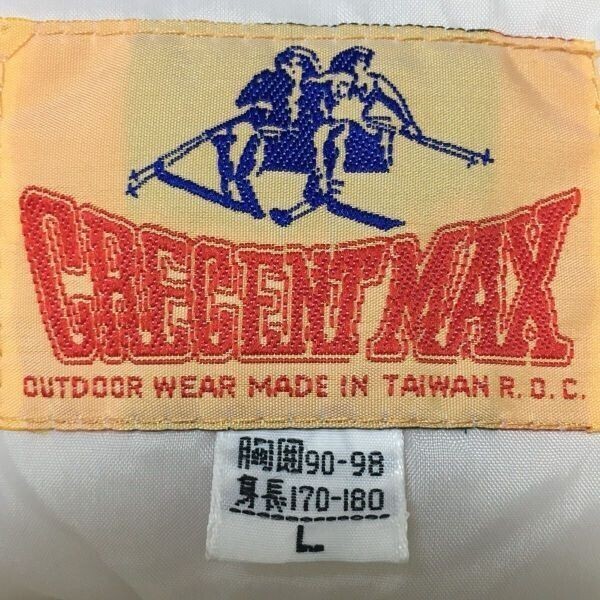 CRECENT MAX
OUTDOOR WEAR MADE IN TAIWAN R.O.C.
胸囲90-98
身長170-180
L